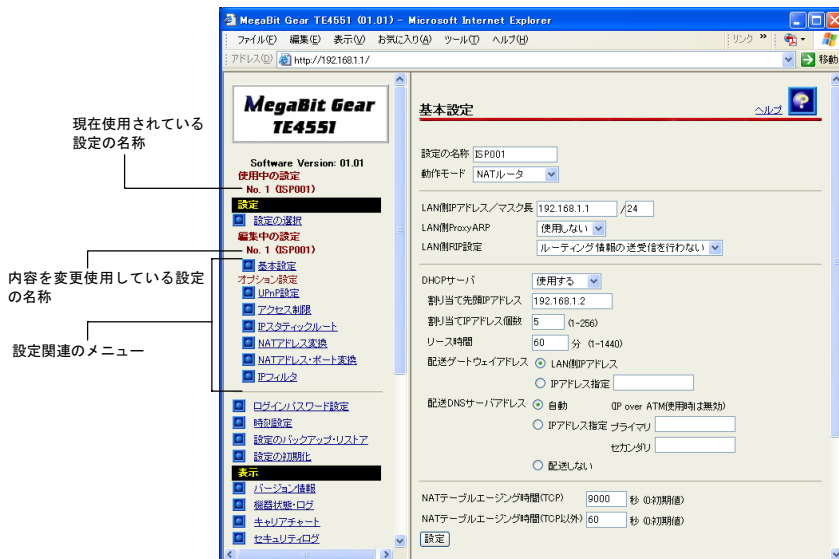 MegaBit Gear TE4551 (01.01) - Microsoft Internet Explorer
ファイル(F) 編集(E) 表示(V) お気に入り(A) ツール(T) ヘルプ(H)
リンク »
アドレス(D) http://192.168.1.1/
移動
現在使用されている
設定の名称
内容を変更使用している設定
の名称
設定関連のメニュー
MegaBit Gear
TE4551
Software Version: 01.01
使用中の設定
No. 1 (ISP001)
設定
設定の選択
編集中の設定
No. 1 (ISP001)
基本設定
オプション設定
UPnP設定
アクセス制限
IPスタティックルート
NATアドレス変換
NATアドレス・ポート変換
IPフィルタ
ログインパスワード設定
時刻設定
設定のバックアップ・リストア
設定の初期化
表示
バージョン情報
機器状態・ログ
キャリアチャート
セキュリティログ
基本設定
ヘルプ ?
設定の名称 ISP001
動作モード NATルータ
LAN側IPアドレス/マスク長 192.168.1.1 /24
LAN側ProxyARP 使用しない
LAN側RIP設定 ルーティング情報の送受信を行わない
DHCPサーバ 使用する
割り当て先頭IPアドレス 192.168.1.2
割り当てIPアドレス個数 5 (1-256)
リース時間 60 分 (1-1440)
配送ゲートウェイアドレス LAN側IPアドレス
IPアドレス指定
配送DNSサーバアドレス 自動 (IP over ATM使用時は無効)
IPアドレス指定 プライマリ
セカンダリ
配送しない
NATテーブルエージング時間(TCP) 9000 秒 (0:初期値)
NATテーブルエージング時間(TCP以外) 60 秒 (0:初期値)
設定